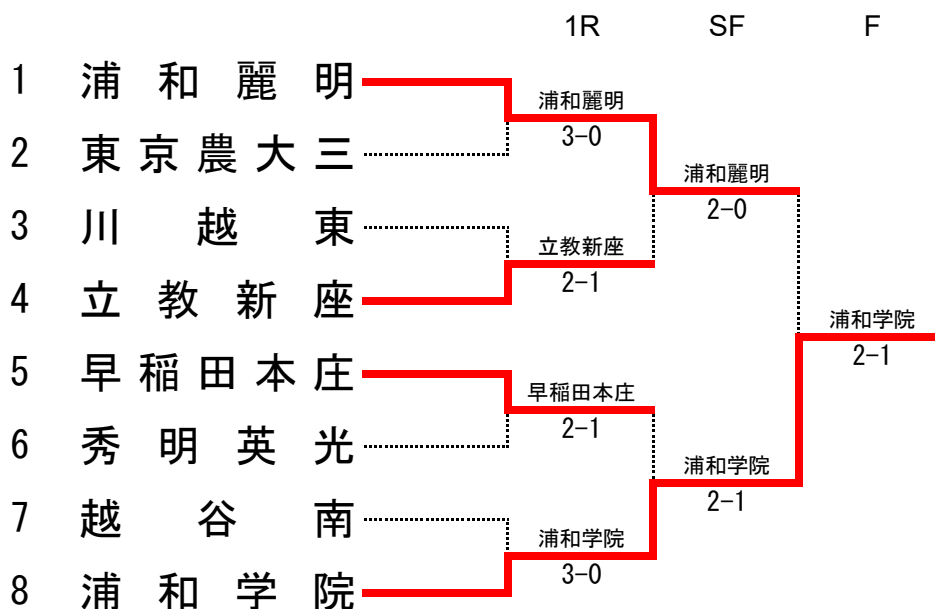 1R SF F
1 浦和麗明
浦和麗明
3-0
2 東京農大三
浦和麗明
2-0
3 川越東
立教新座
2-1
4 立教新座
浦和学院
2-1
5 早稲田本庄
早稲田本庄
2-1
6 秀明英光
浦和学院
2-1
7 越谷南
浦和学院
3-0
8 浦和学院